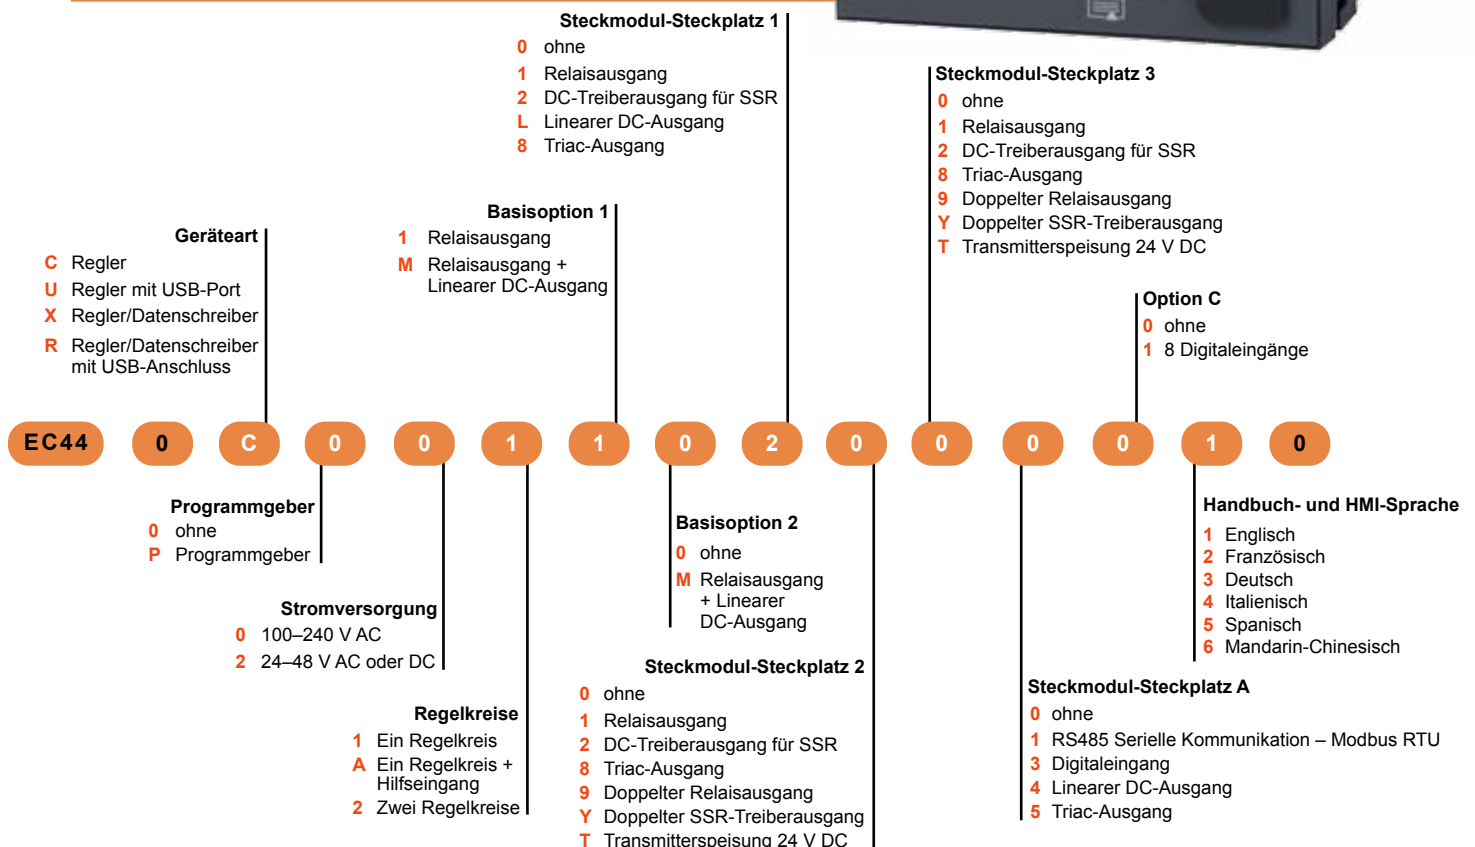 Steckmodul-Steckplatz 1
0 ohne
1 Relaisausgang
2 DC-Treiberausgang für SSR
L Linearer DC-Ausgang
8 Triac-Ausgang
Steckmodul-Steckplatz 3
0 ohne
1 Relaisausgang
2 DC-Treiberausgang für SSR
8 Triac-Ausgang
9 Doppelter Relaisausgang
Y Doppelter SSR-Treiberausgang
T Transmitterspeisung 24 V DC
Basisoption 1
1 Relaisausgang
M Relaisausgang +
Linearer DC-Ausgang
Geräteart
C Regler
U Regler mit USB-Port
X Regler/Datenschreiber
R Regler/Datenschreiber
mit USB-Anschluss
Option C
0 ohne
1 8 Digitaleingänge
EC44 0 C 0 0 1 1 0 2 0 0 0 0 1 0
Programmgeber
0 ohne
P Programmgeber
Stromversorgung
0 100–240 V AC
2 24–48 V AC oder DC
Regelkreise
1 Ein Regelkreis
A Ein Regelkreis +
Hilfseingang
2 Zwei Regelkreise
Basisoption 2
0 ohne
M Relaisausgang
+ Linearer
DC-Ausgang
Steckmodul-Steckplatz 2
0 ohne
1 Relaisausgang
2 DC-Treiberausgang für SSR
8 Triac-Ausgang
9 Doppelter Relaisausgang
Y Doppelter SSR-Treiberausgang
T Transmitterspeisung 24 V DC
Handbuch- und HMI-Sprache
1 Englisch
2 Französisch
3 Deutsch
4 Italienisch
5 Spanisch
6 Mandarin-Chinesisch
Steckmodul-Steckplatz A
0 ohne
1 RS485 Serielle Kommunikation – Modbus RTU
3 Digitaleingang
4 Linearer DC-Ausgang
5 Triac-Ausgang